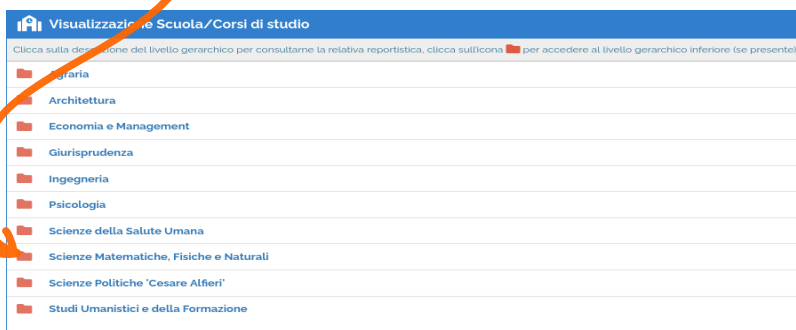 Visualizzazione Scuola/Corsi di studio
Clicca sulla descrizione del livello gerarchico per consultarne la relativa reportistica, clicca sull'icona per accedere al livello gerarchico inferiore (se presente)
Agraria
Architettura
Economia e Management
Giurisprudenza
Ingegneria
Psicologia
Scienze della Salute Umana
Scienze Matematiche, Fisiche e Naturali
Scienze Politiche 'Cesare Alfieri'
Studi Umanistici e della Formazione